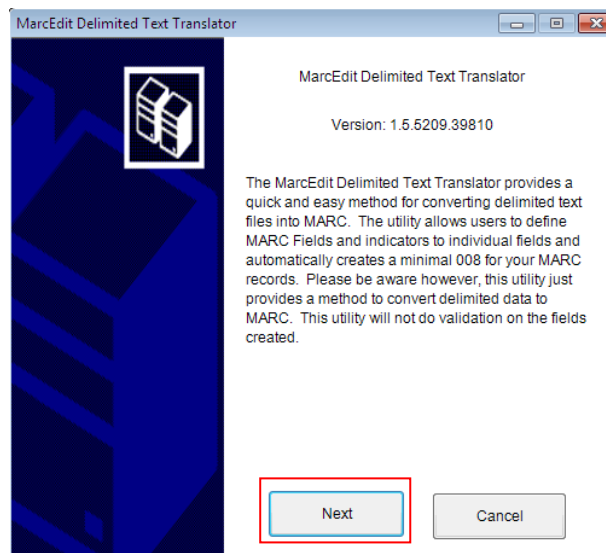 MarcEdit Delimited Text Translator
MarcEdit Delimited Text Translator
Version: 1.5.5209.39810
The MarcEdit Delimited Text Translator provides a
quick and easy method for converting delimited text
files into MARC.  The utility allows users to define
MARC Fields and indicators to individual fields and
automatically creates a minimal 008 for your MARC
records.  Please be aware however, this utility just
provides a method to convert delimited data to
MARC.  This utility will not do validation on the fields
created.
Next
Cancel